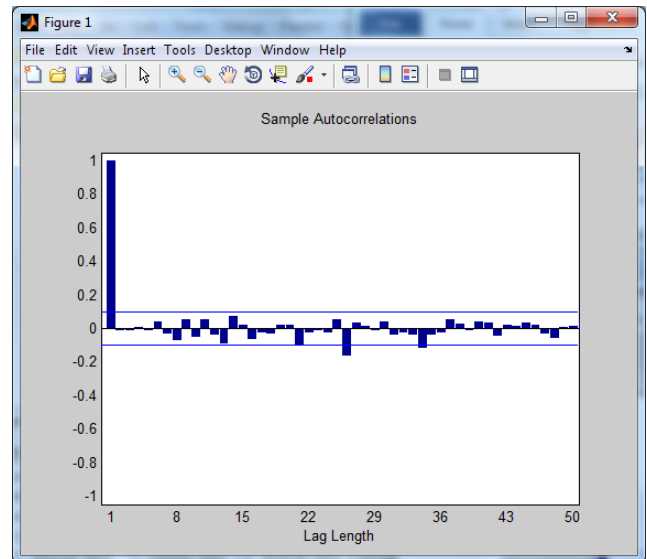 Figure 1
File Edit View Insert Tools Desktop Window Help
Sample Autocorrelations
1
0.8
0.6
0.4
0.2
0
-0.2
-0.4
-0.6
-0.8
-1
1 8 15 22 29 36 43 50
Lag Length